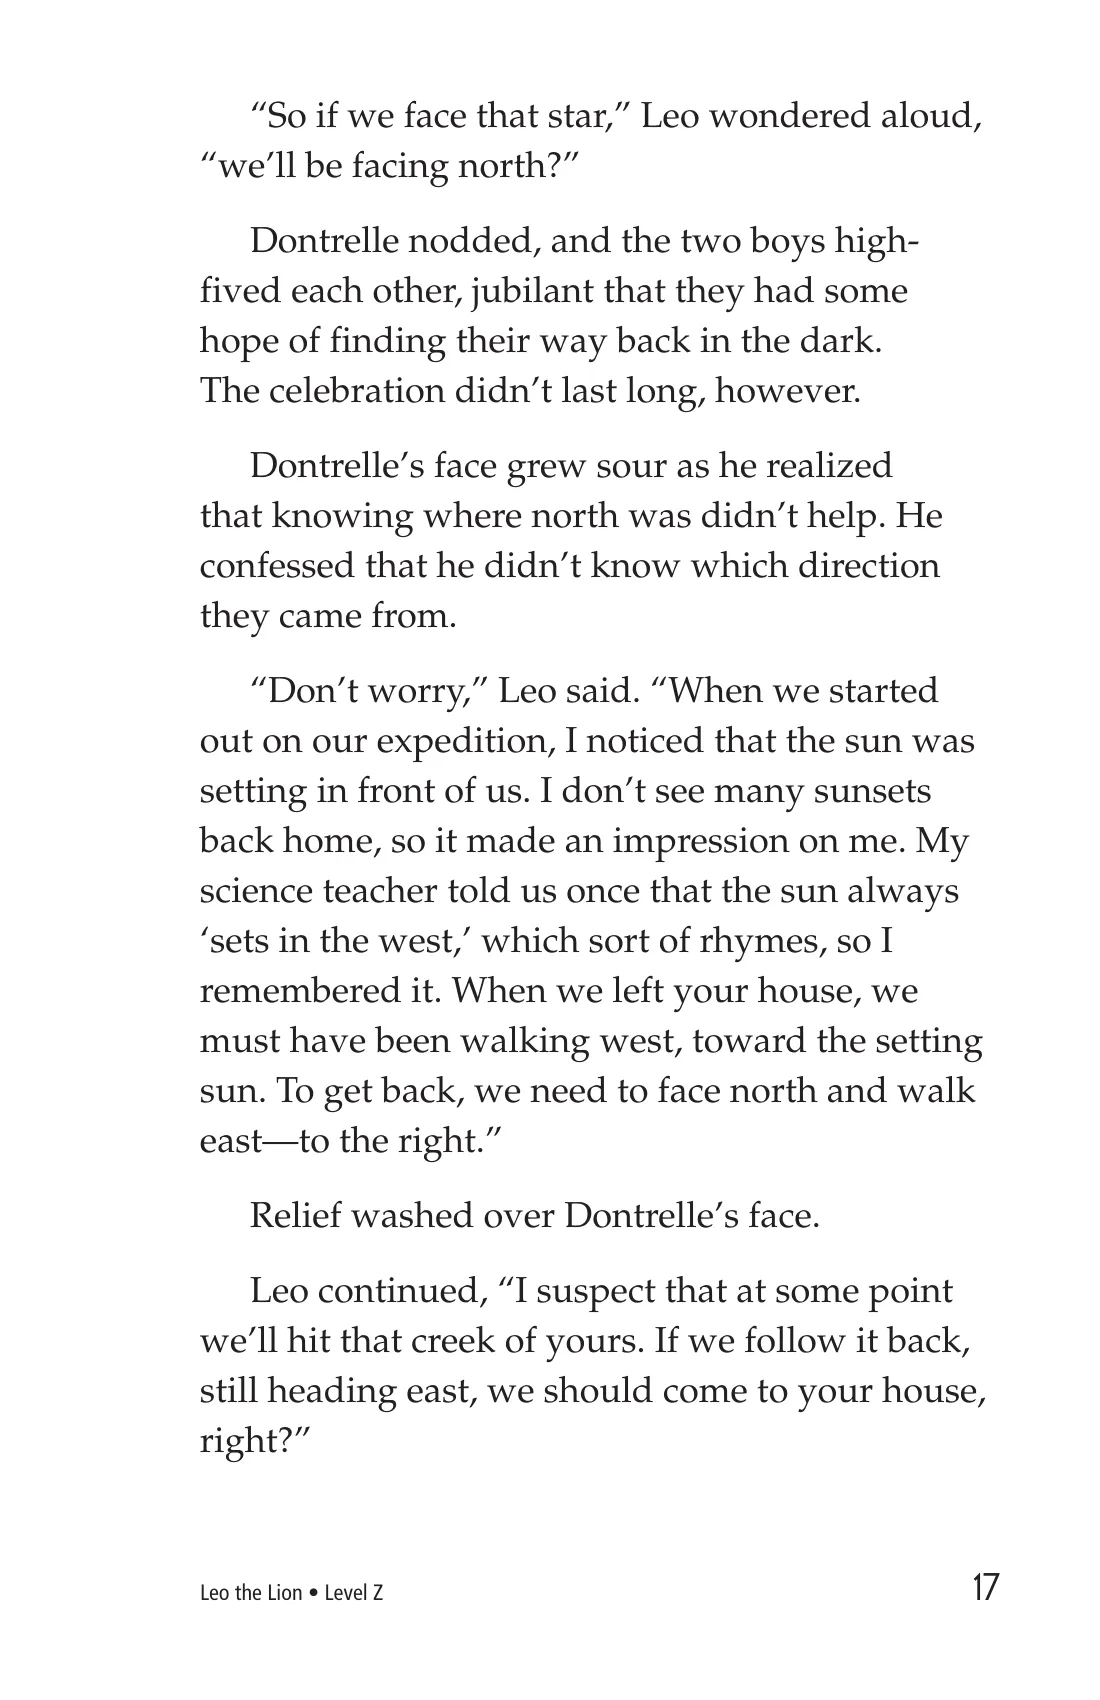 “So if we face that star,” Leo wondered aloud,
“we’ll be facing north?”
Dontrelle nodded, and the two boys high-
fived each other, jubilant that they had some
hope of finding their way back in the dark.
The celebration didn’t last long, however.
Dontrelle’s face grew sour as he realized
that knowing where north was didn’t help. He
confessed that he didn’t know which direction
they came from.
“Don’t worry,” Leo said. “When we started
out on our expedition, I noticed that the sun was
setting in front of us. I don’t see many sunsets
back home, so it made an impression on me. My
science teacher told us once that the sun always
‘sets in the west,’ which sort of rhymes, so I
remembered it. When we left your house, we
must have been walking west, toward the setting
sun. To get back, we need to face north and walk
east—to the right.”
Relief washed over Dontrelle’s face.
Leo continued, “I suspect that at some point
we’ll hit that creek of yours. If we follow it back,
still heading east, we should come to your house,
right?”
Leo the Lion • Level Z
17